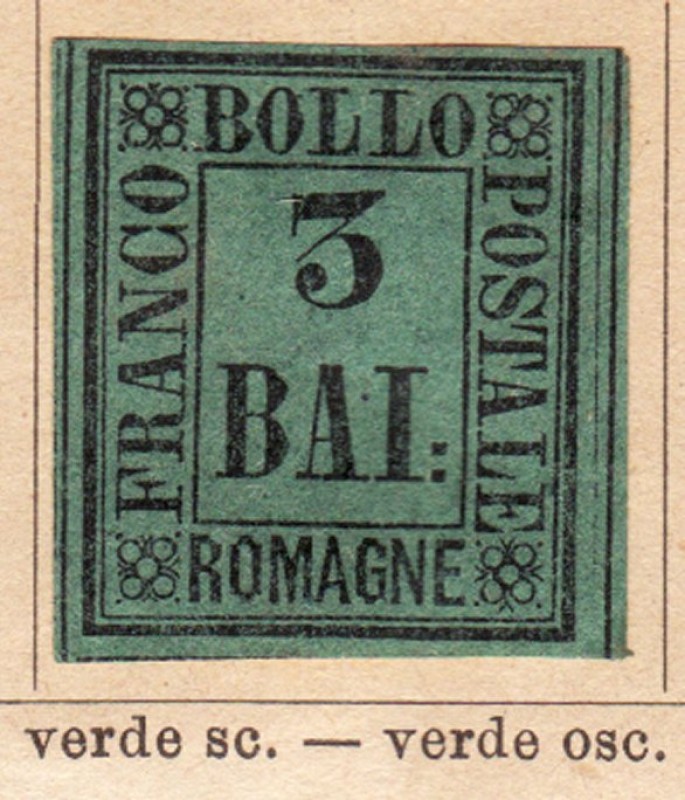 BOLLO
FRANCO
POSTALE
3
BAI:
ROMAGNE
verde sc. — verde osc.